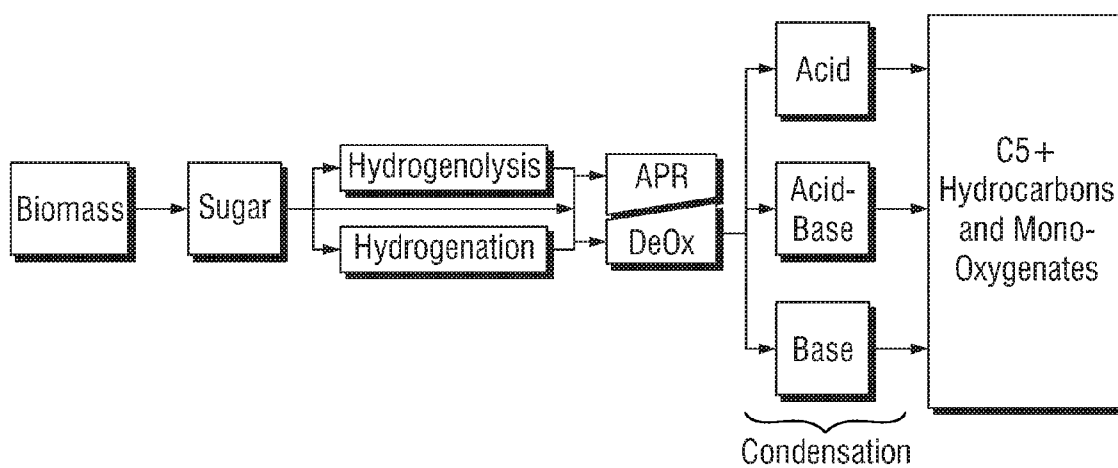 Biomass
Sugar
Hydrogenolysis
Hydrogenation
APR
DeOx
Acid
Acid-
Base
Base
Condensation
C5+
Hydrocarbons
and Mono-
Oxygenates